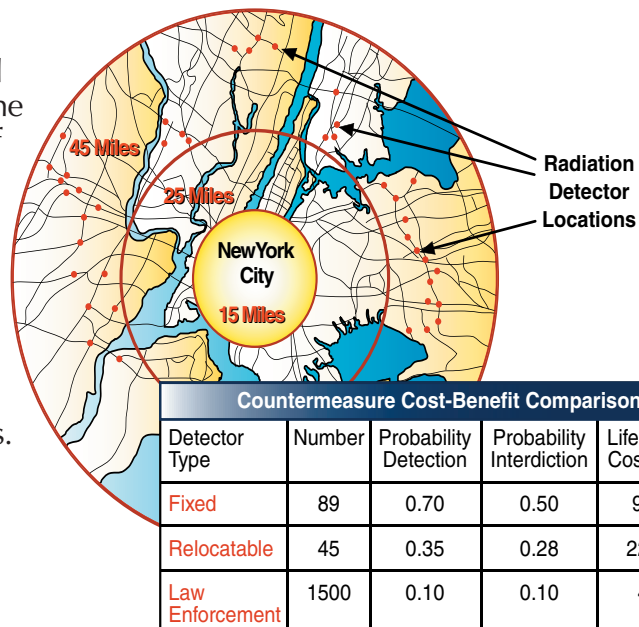 45 Miles
25 Miles
NewYork
City
15 Miles
Radiation
Detector
Locations
Countermeasure Cost-Benefit Comparison
Detector Type Number Probability Detection Probability Interdiction
Fixed 89 0.70 0.50
Relocatable 45 0.35 0.28
Law Enforcement 1500 0.10 0.10